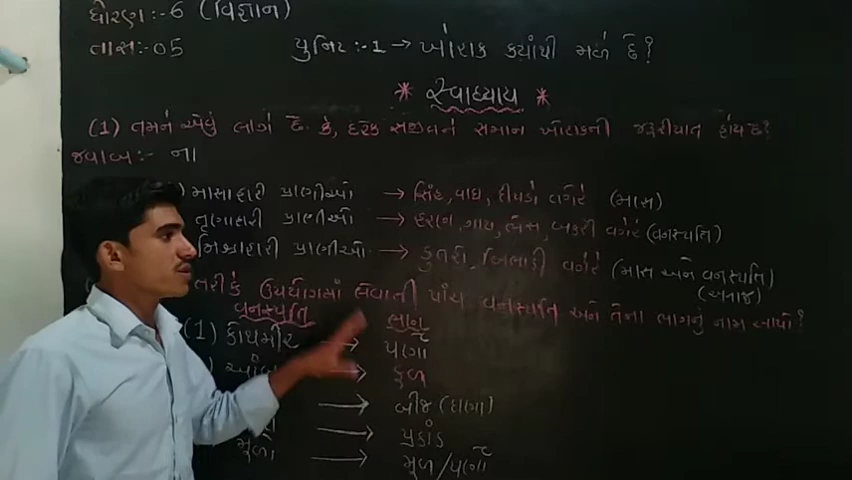 ધોરણ:-6 (વિજ્ઞાન)
તાસ:-05 યુનિટ:-1 → ખોરાક ક્યાંથી મળે છે?
* સ્વાધ્યાય *
(1) તમને એવું લાગે છે. કે, દરેક સજીવને સમાન ખોરાકની જરૂરીયાત હોય છે?
જવાબ:- ના
માંસાહારી પ્રાણીઓ → સિંહ, વાઘ, દીપડો વગેરે (માંસ)
તૃણાહારી પ્રાણીઓ → હરણ, ગાય, ભેંસ, બકરી વગેરે (વનસ્પતિ)
મિશ્રાહારી પ્રાણીઓ → કુતરો, બિલાડી વગેરે (માંસ અને વનસ્પતિ)
(અનાજ)
તરીકે ઉપયોગમાં લેવાતી પાંચ વનસ્પતિ અને તેના ભાગનું નામ આપો?
વનસ્પતિ ભાગ
(1) કોથમીર → પર્ણો
→ ફળ
→ બીજ (દાણા)
→ પ્રકાંડ
મૂળો → મૂળ/પર્ણો